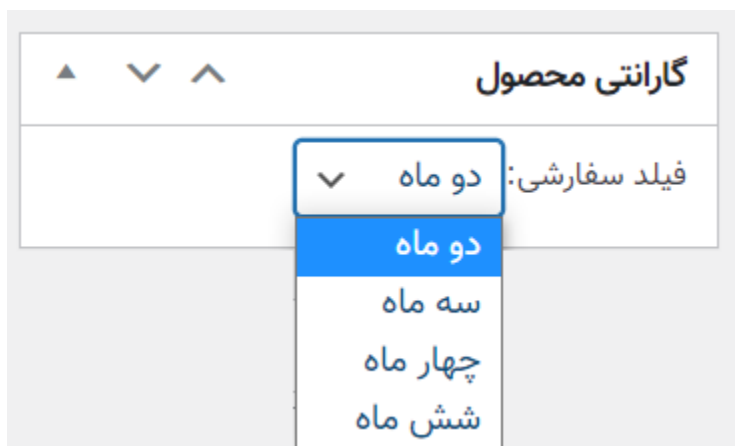 گارانتی محصول
فیلد سفارشی: دو ماه
دو ماه
سه ماه
چهار ماه
شش ماه